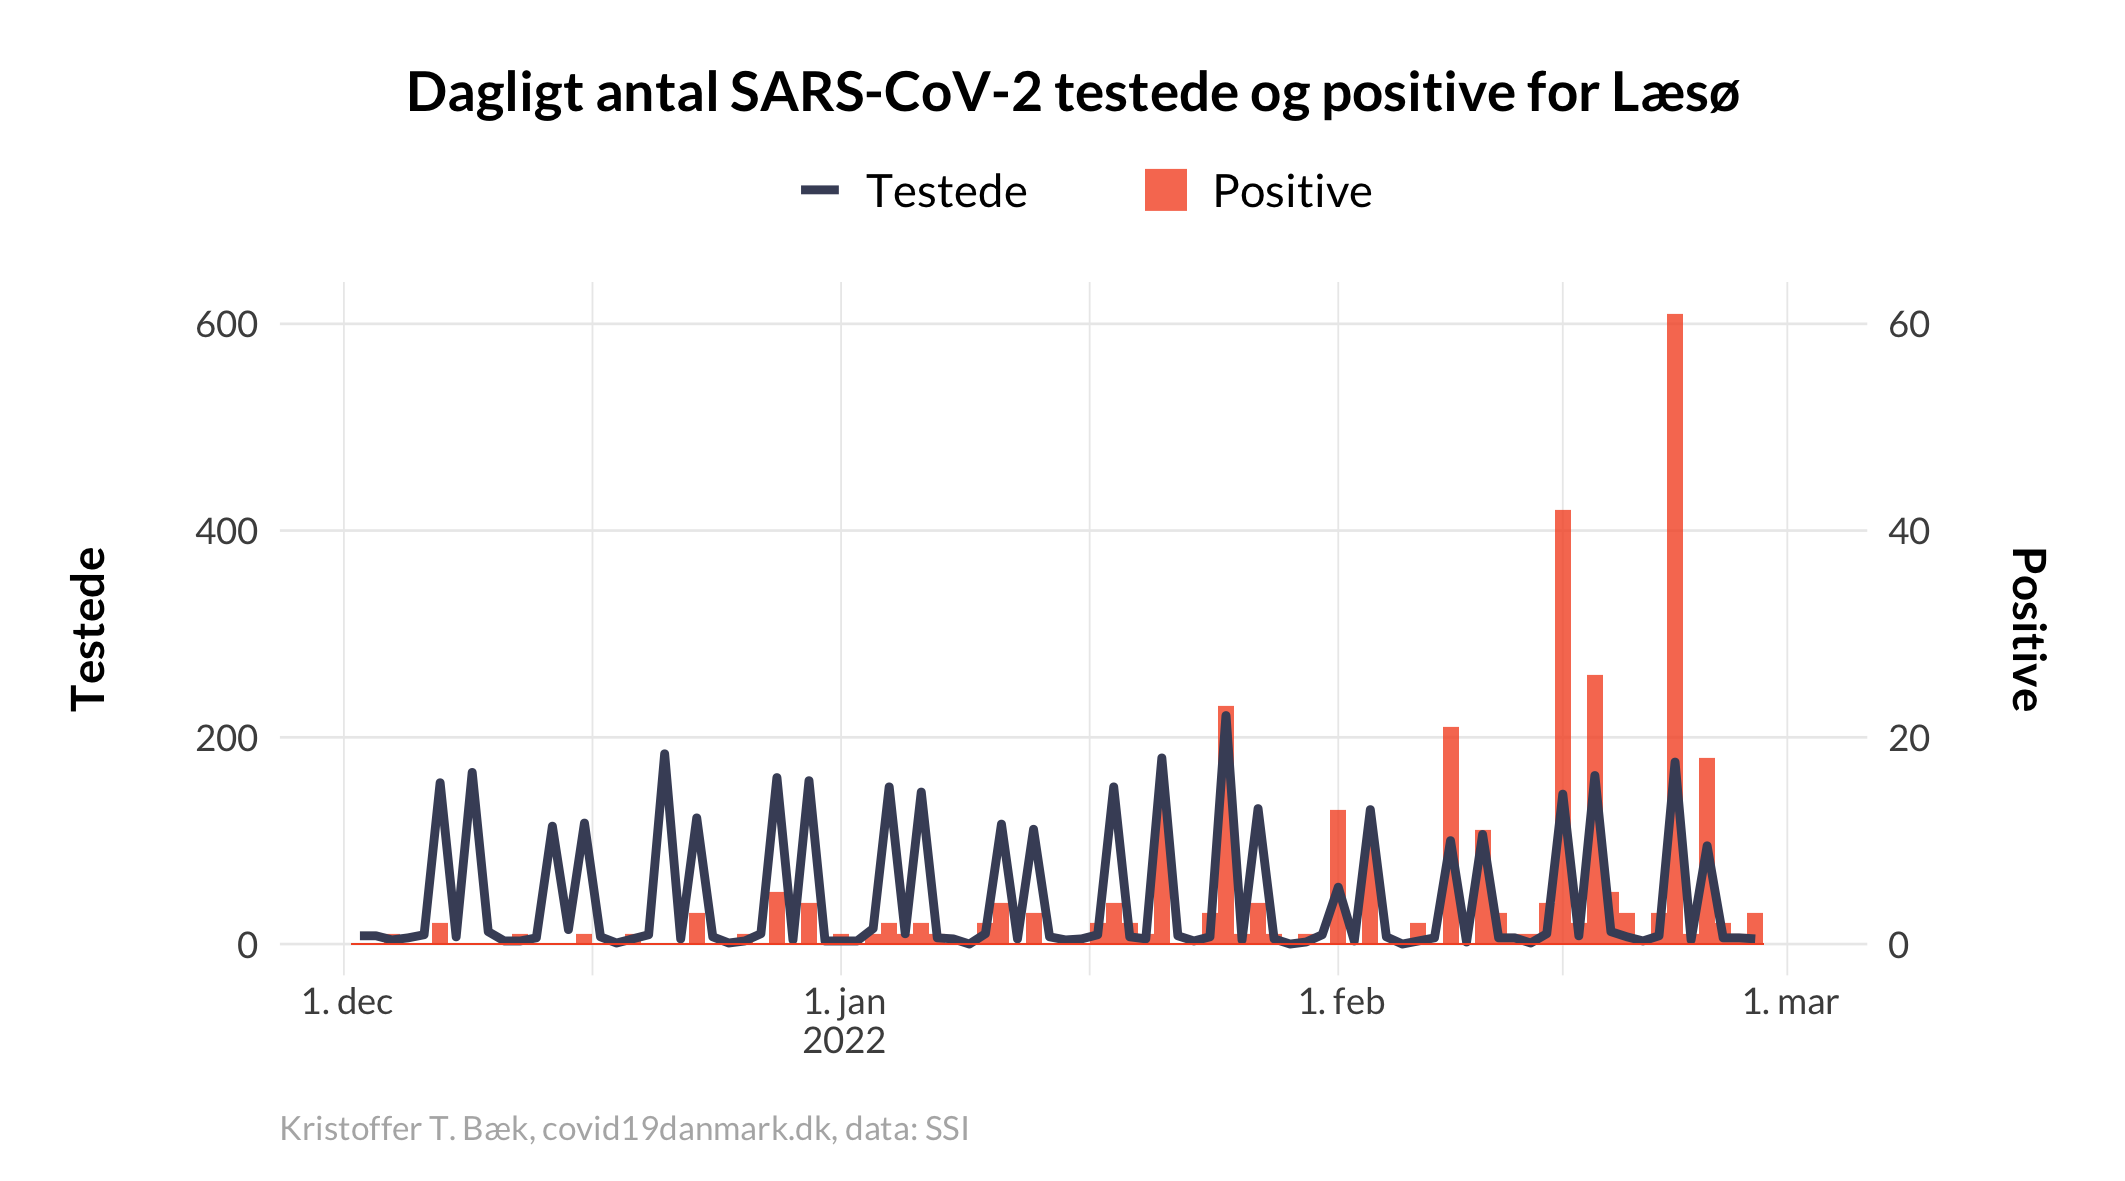 Dagligt antal SARS-CoV-2 testede og positive for Læsø
Testede
Positive
600
400
200
0
60
40
20
0
Testede
Positive
1. dec
1. jan
2022
1. feb
1. mar
Kristoffer T. Bæk, covid19danmark.dk, data: SSI